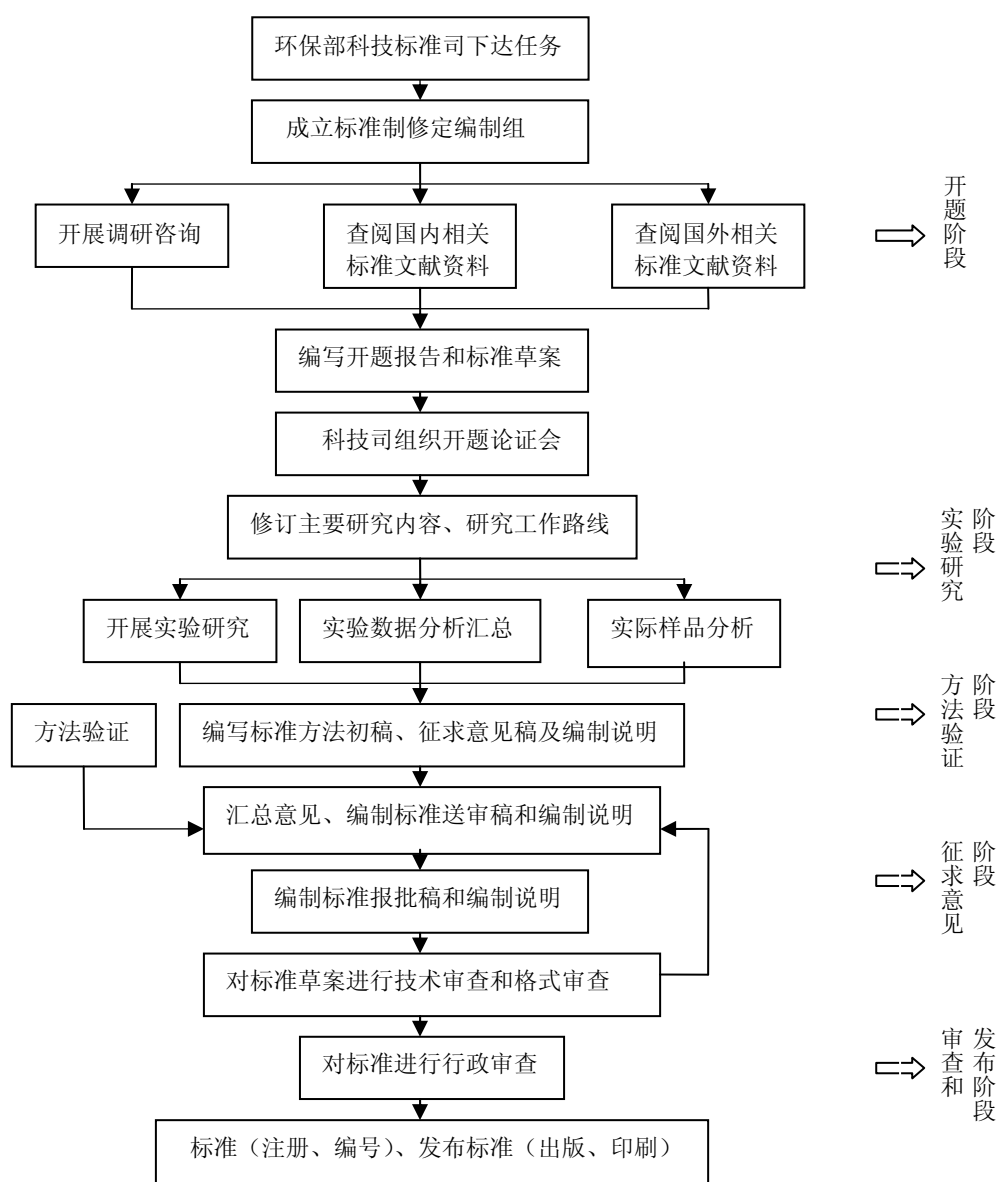 环保部科技标准司下达任务
成立标准制修定编制组
开展调研咨询
查阅国内相关
标准文献资料
查阅国外相关
标准文献资料
开题阶段
编写开题报告和标准草案
科技司组织开题论证会
修订主要研究内容、研究工作路线
实验研究
阶段
开展实验研究
实验数据分析汇总
实际样品分析
方法验证
编写标准方法初稿、征求意见稿及编制说明
方法验证
阶段
汇总意见、编制标准送审稿和编制说明
编制标准报批稿和编制说明
征求意见
阶段
对标准草案进行技术审查和格式审查
对标准进行行政审查
审查和
发布阶段
标准（注册、编号）、发布标准（出版、印刷）